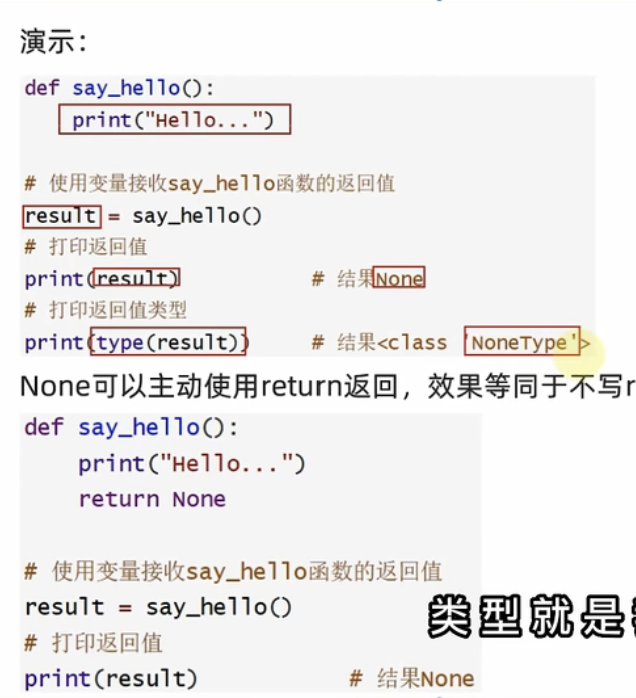 演示：
def say_hello():
    print("Hello...")
# 使用变量接收say_hello函数的返回值
result = say_hello()
# 打印返回值
print(result)              # 结果None
# 打印返回值类型
print(type(result))        # 结果<class 'NoneType'>
None可以主动使用return返回，效果等同于不写r
def say_hello():
    print("Hello...")
    return None
# 使用变量接收say_hello函数的返回值
result = say_hello()
类型就是
# 打印返回值
print(result)              # 结果None